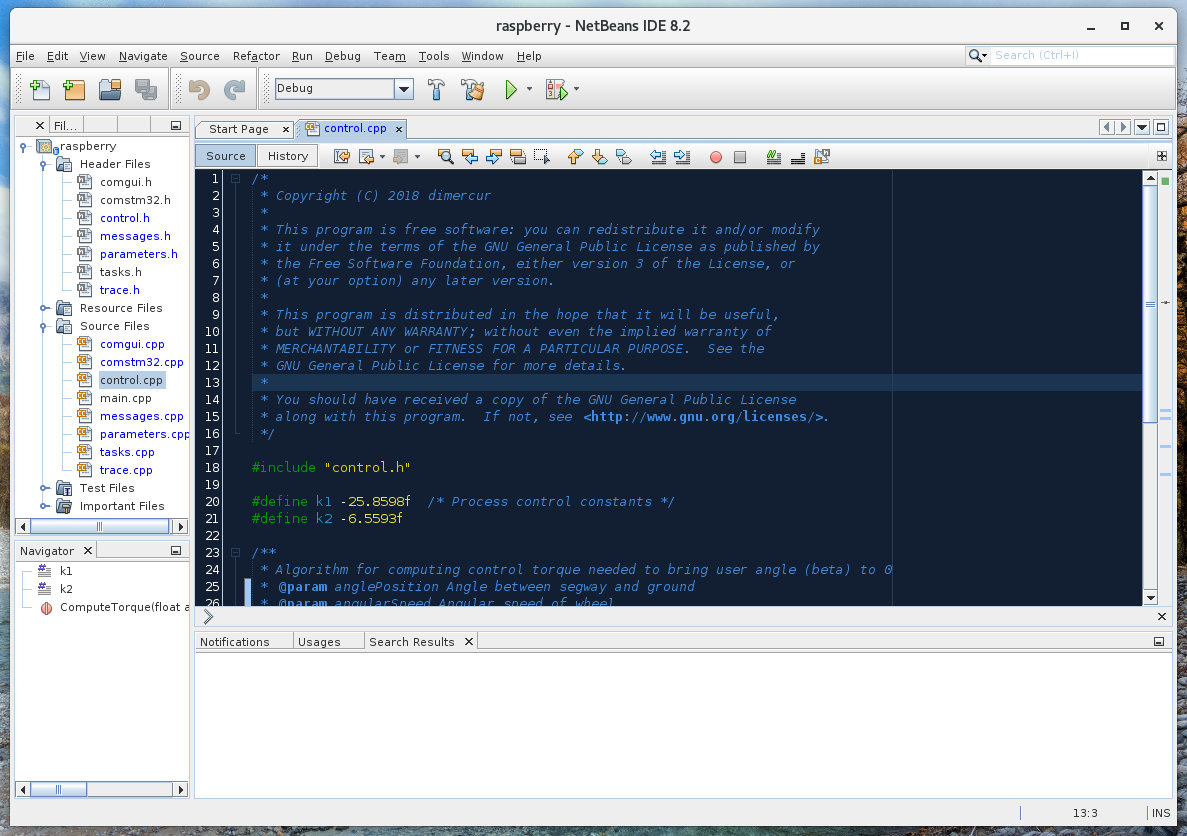 raspberry - NetBeans IDE 8.2
File Edit View Navigate Source Refactor Run Debug Team Tools Window Help
Search (Ctrl+I)
Debug
Fil...
raspberry
Header Files
comgui.h
comstm32.h
control.h
messages.h
parameters.h
tasks.h
trace.h
Resource Files
Source Files
comgui.cpp
comstm32.cpp
control.cpp
main.cpp
messages.cpp
parameters.cpp
tasks.cpp
trace.cpp
Test Files
Important Files
Navigator
k1
k2
ComputeTorque(float a
Start Page control.cpp
Source History
1 /*
2 * Copyright (C) 2018 dimercur
3 *
4 * This program is free software: you can redistribute it and/or modify
5 * it under the terms of the GNU General Public License as published by
6 * the Free Software Foundation, either version 3 of the License, or
7 * (at your option) any later version.
8 *
9 * This program is distributed in the hope that it will be useful,
10 * but WITHOUT ANY WARRANTY; without even the implied warranty of
11 * MERCHANTABILITY or FITNESS FOR A PARTICULAR PURPOSE.  See the
12 * GNU General Public License for more details.
13 *
14 * You should have received a copy of the GNU General Public License
15 * along with this program.  If not, see <http://www.gnu.org/licenses/>.
16 */
17
18 #include "control.h"
19
20 #define k1 -25.8598f  /* Process control constants */
21 #define k2 -6.5593f
22
23 /**
24 * Algorithm for computing control torque needed to bring user angle (beta) to 0
25 * @param anglePosition Angle between segway and ground
26 * @param angularSpeed Angular speed of wheel
Notifications Usages Search Results
13:3 INS